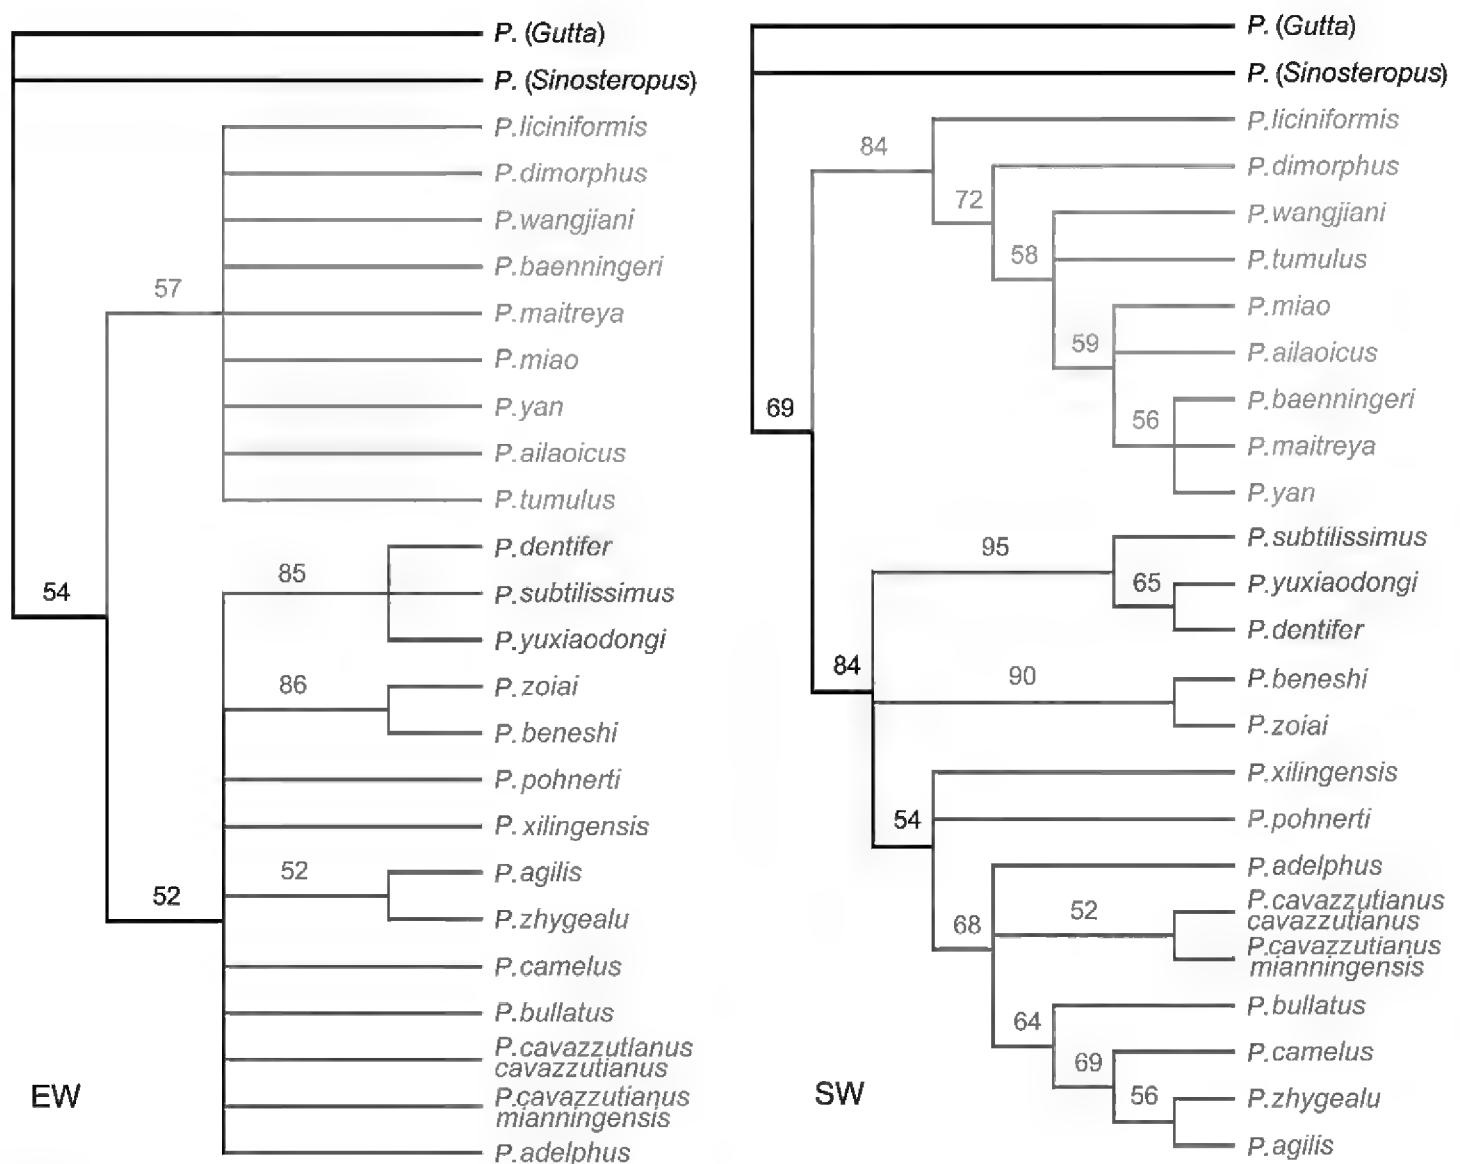 P. (Gutta)
P. (Sinosteropus)
P.liciniformis
P.dimorphus
P.wangjiani
P.baenningeri
57
P.maitreya
P.miao
P.yan
P.ailaoicus
P.tumulus
P.dentifer
85
54
P.subtilissimus
P.yuxiaodongi
86
P.zoiai
P.beneshi
P.pohnerti
P.xilingensis
52
P.agilis
52
P.zhygealu
P.camelus
P.bullatus
P.cavazzutianus
cavazzutianus
P.cavazzutianus
mianningensis
P.adelphus
EW
P. (Gutta)
P. (Sinosteropus)
P.liciniformis
84
P.dimorphus
72
P.wangjiani
58
P.tumulus
P.miao
59
P.ailaoicus
P.baenningeri
69
56
P.maitreya
P.yan
P.subtilissimus
95
65
P.yuxiaodongi
P.dentifer
84
90
P.beneshi
P.zoiai
P.xilingensis
54
P.pohnerti
P.adelphus
P.cavazzutianus
cavazzutianus
52
68
P.cavazzutianus
mianningensis
P.bullatus
64
P.camelus
69
56
P.zhygealu
P.agilis
SW